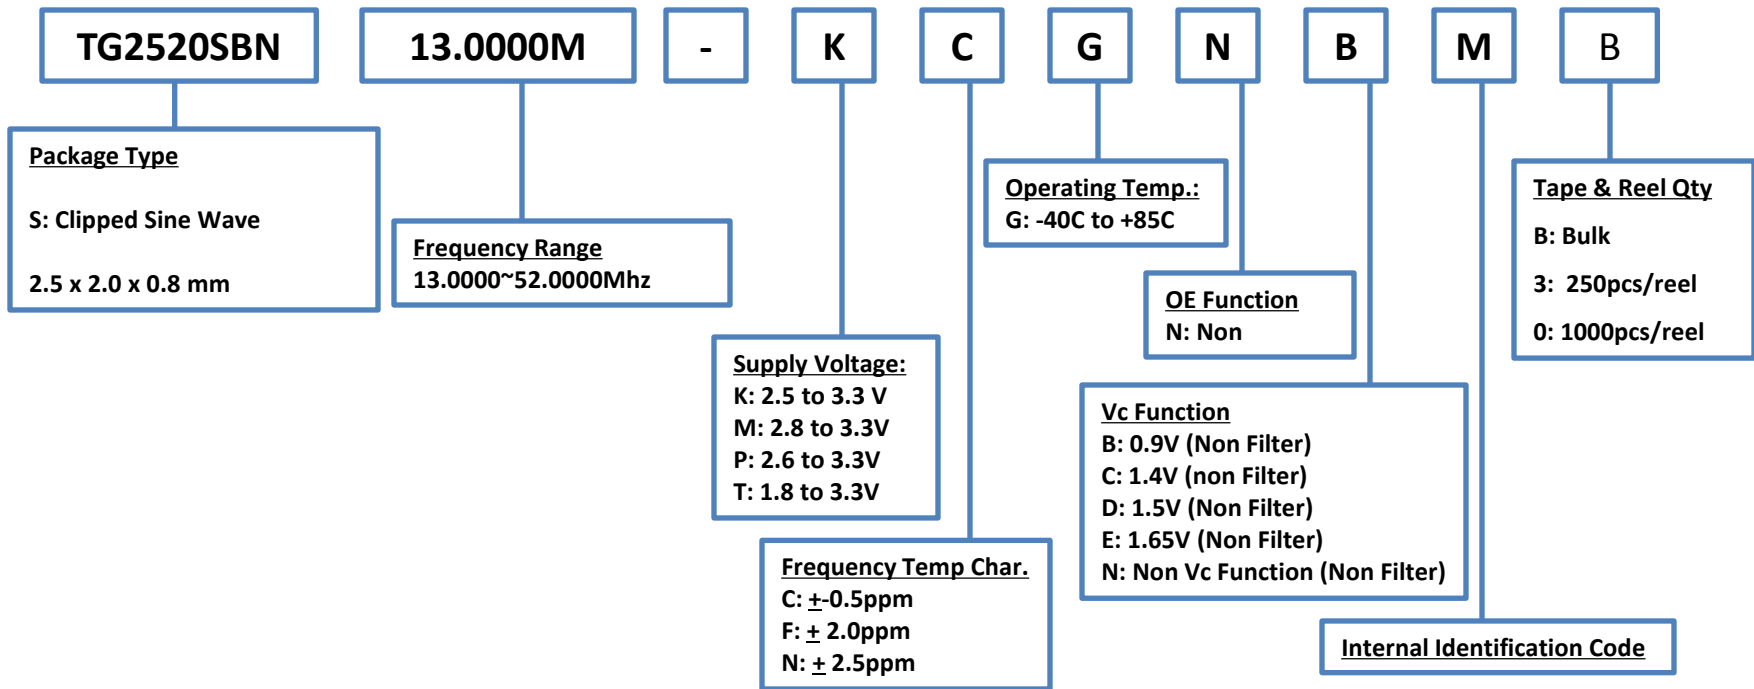 TG2520SBN 13.0000M - K C G N B M B
Package Type
S: Clipped Sine Wave
2.5 x 2.0 x 0.8 mm
Frequency Range
13.0000~52.0000Mhz
Supply Voltage:
K: 2.5 to 3.3 V
M: 2.8 to 3.3V
P: 2.6 to 3.3V
T: 1.8 to 3.3V
Frequency Temp Char.
C: +-0.5ppm
F: + 2.0ppm
N: + 2.5ppm
Operating Temp.:
G: -40C to +85C
OE Function
N: Non
Vc Function
B: 0.9V (Non Filter)
C: 1.4V (non Filter)
D: 1.5V (Non Filter)
E: 1.65V (Non Filter)
N: Non Vc Function (Non Filter)
Internal Identification Code
Tape & Reel Qty
B: Bulk
3: 250pcs/reel
0: 1000pcs/reel